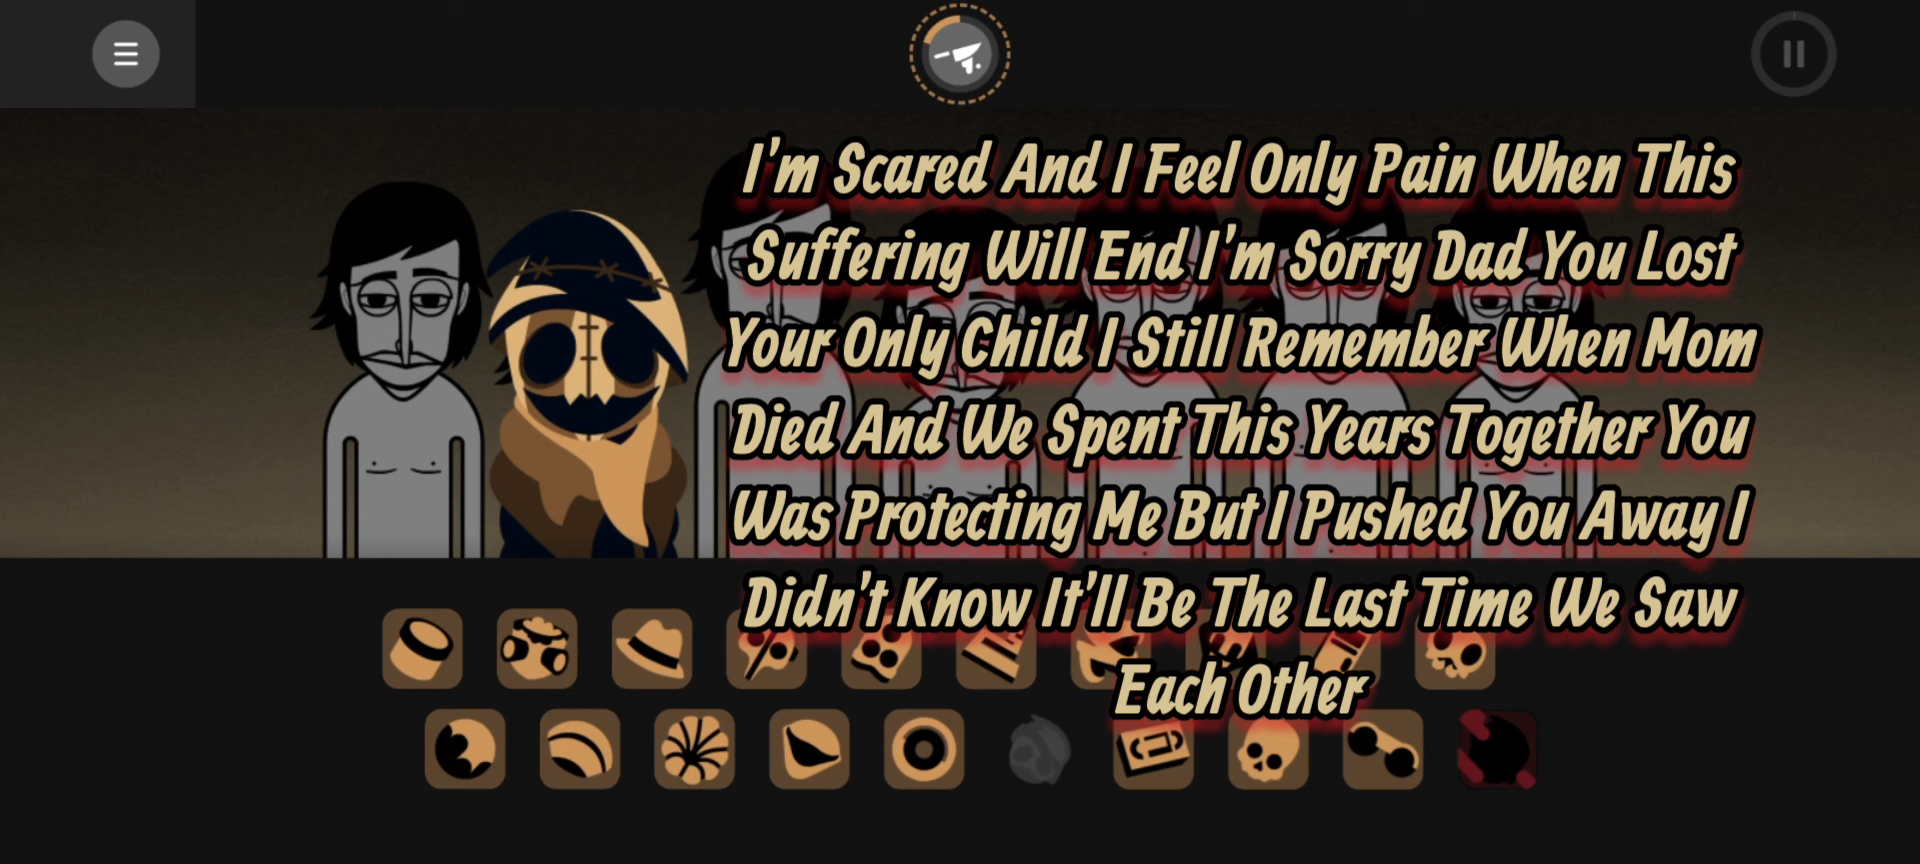 I'm Scared And I Feel Only Pain When This
Suffering Will End I'm Sorry Dad You Lost
Your Only Child I Still Remember When Mom
Died And We Spent This Years Together You
Was Protecting Me But I Pushed You Away I
Didn't Know It'll Be The Last Time We Saw
Each Other